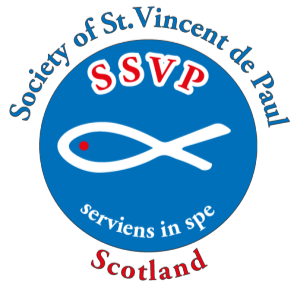 Society of St.Vincent de Paul
SSVP
serviens in spe
Scotland